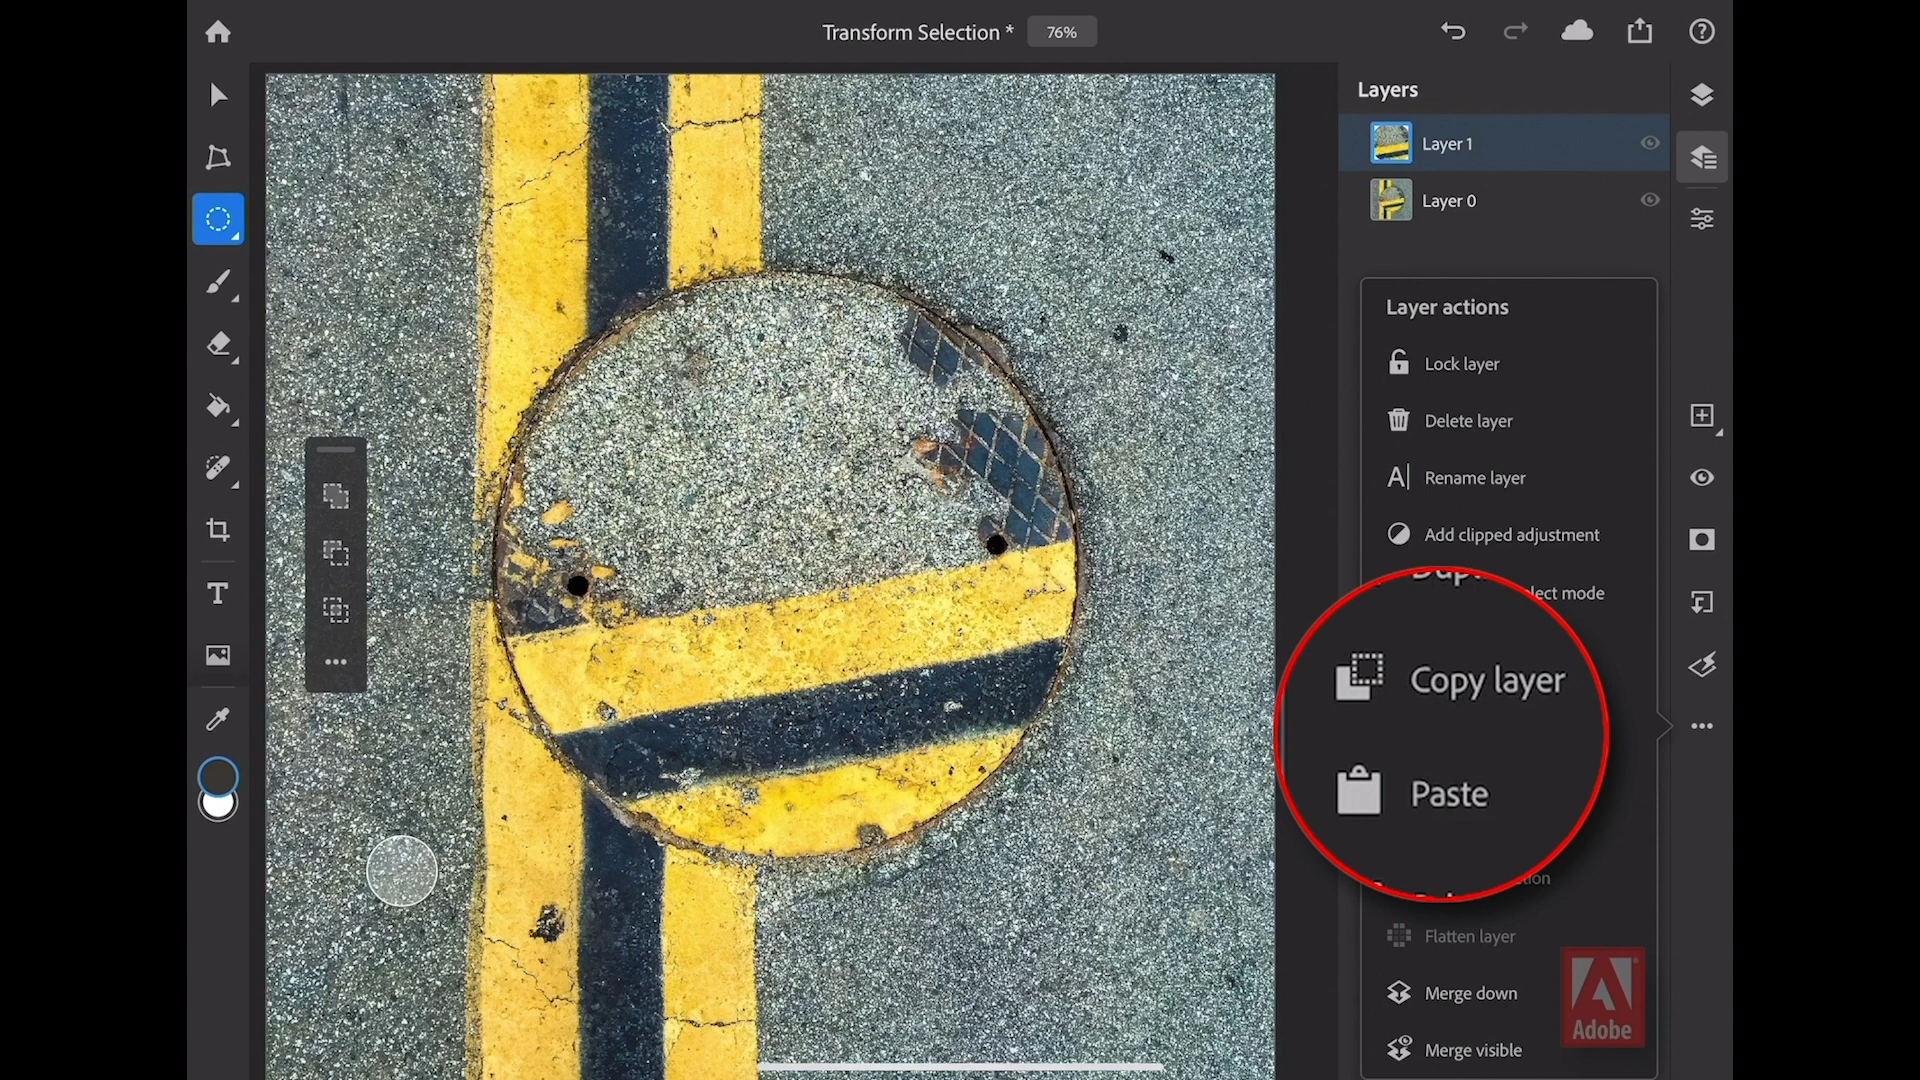 Transform Selection *
76%
Layers
Layer 1
Layer 0
Layer actions
Lock layer
Delete layer
A| Rename layer
Add clipped adjustment
mode
Copy layer
Paste
Flatten layer
Merge down
Merge visible
T
Adobe